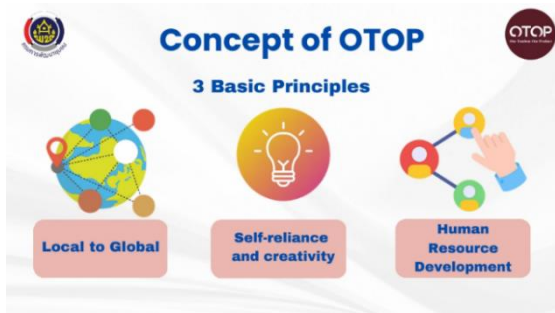 Concept of OTOP
OTOP
3 Basic Principles
Local to Global
Self-reliance
and creativity
Human
Resource
Development